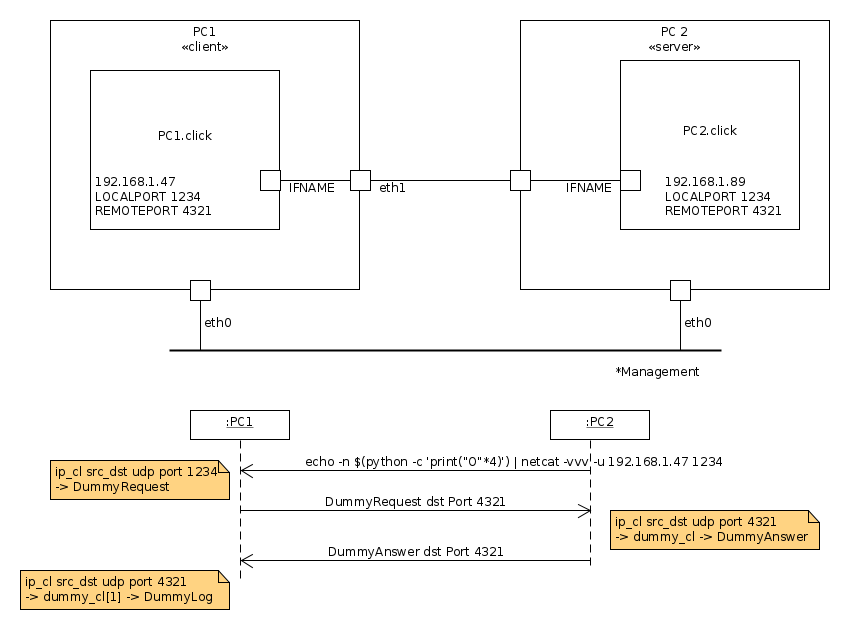 PC1
«client»
PC 2
«server»
PC1.click
PC2.click
192.168.1.47
LOCALPORT 1234
REMOTEPORT 4321
IFNAME
eth1
IFNAME
192.168.1.89
LOCALPORT 1234
REMOTEPORT 4321
eth0
eth0
*Management
:PC1
:PC2
echo -n $(python -c 'print("0"*4)') | netcat -vvv -u 192.168.1.47 1234
ip_cl src_dst udp port 1234
-> DummyRequest
DummyRequest dst Port 4321
ip_cl src_dst udp port 4321
-> dummy_cl -> DummyAnswer
DummyAnswer dst Port 4321
ip_cl src_dst udp port 4321
-> dummy_cl[1] -> DummyLog